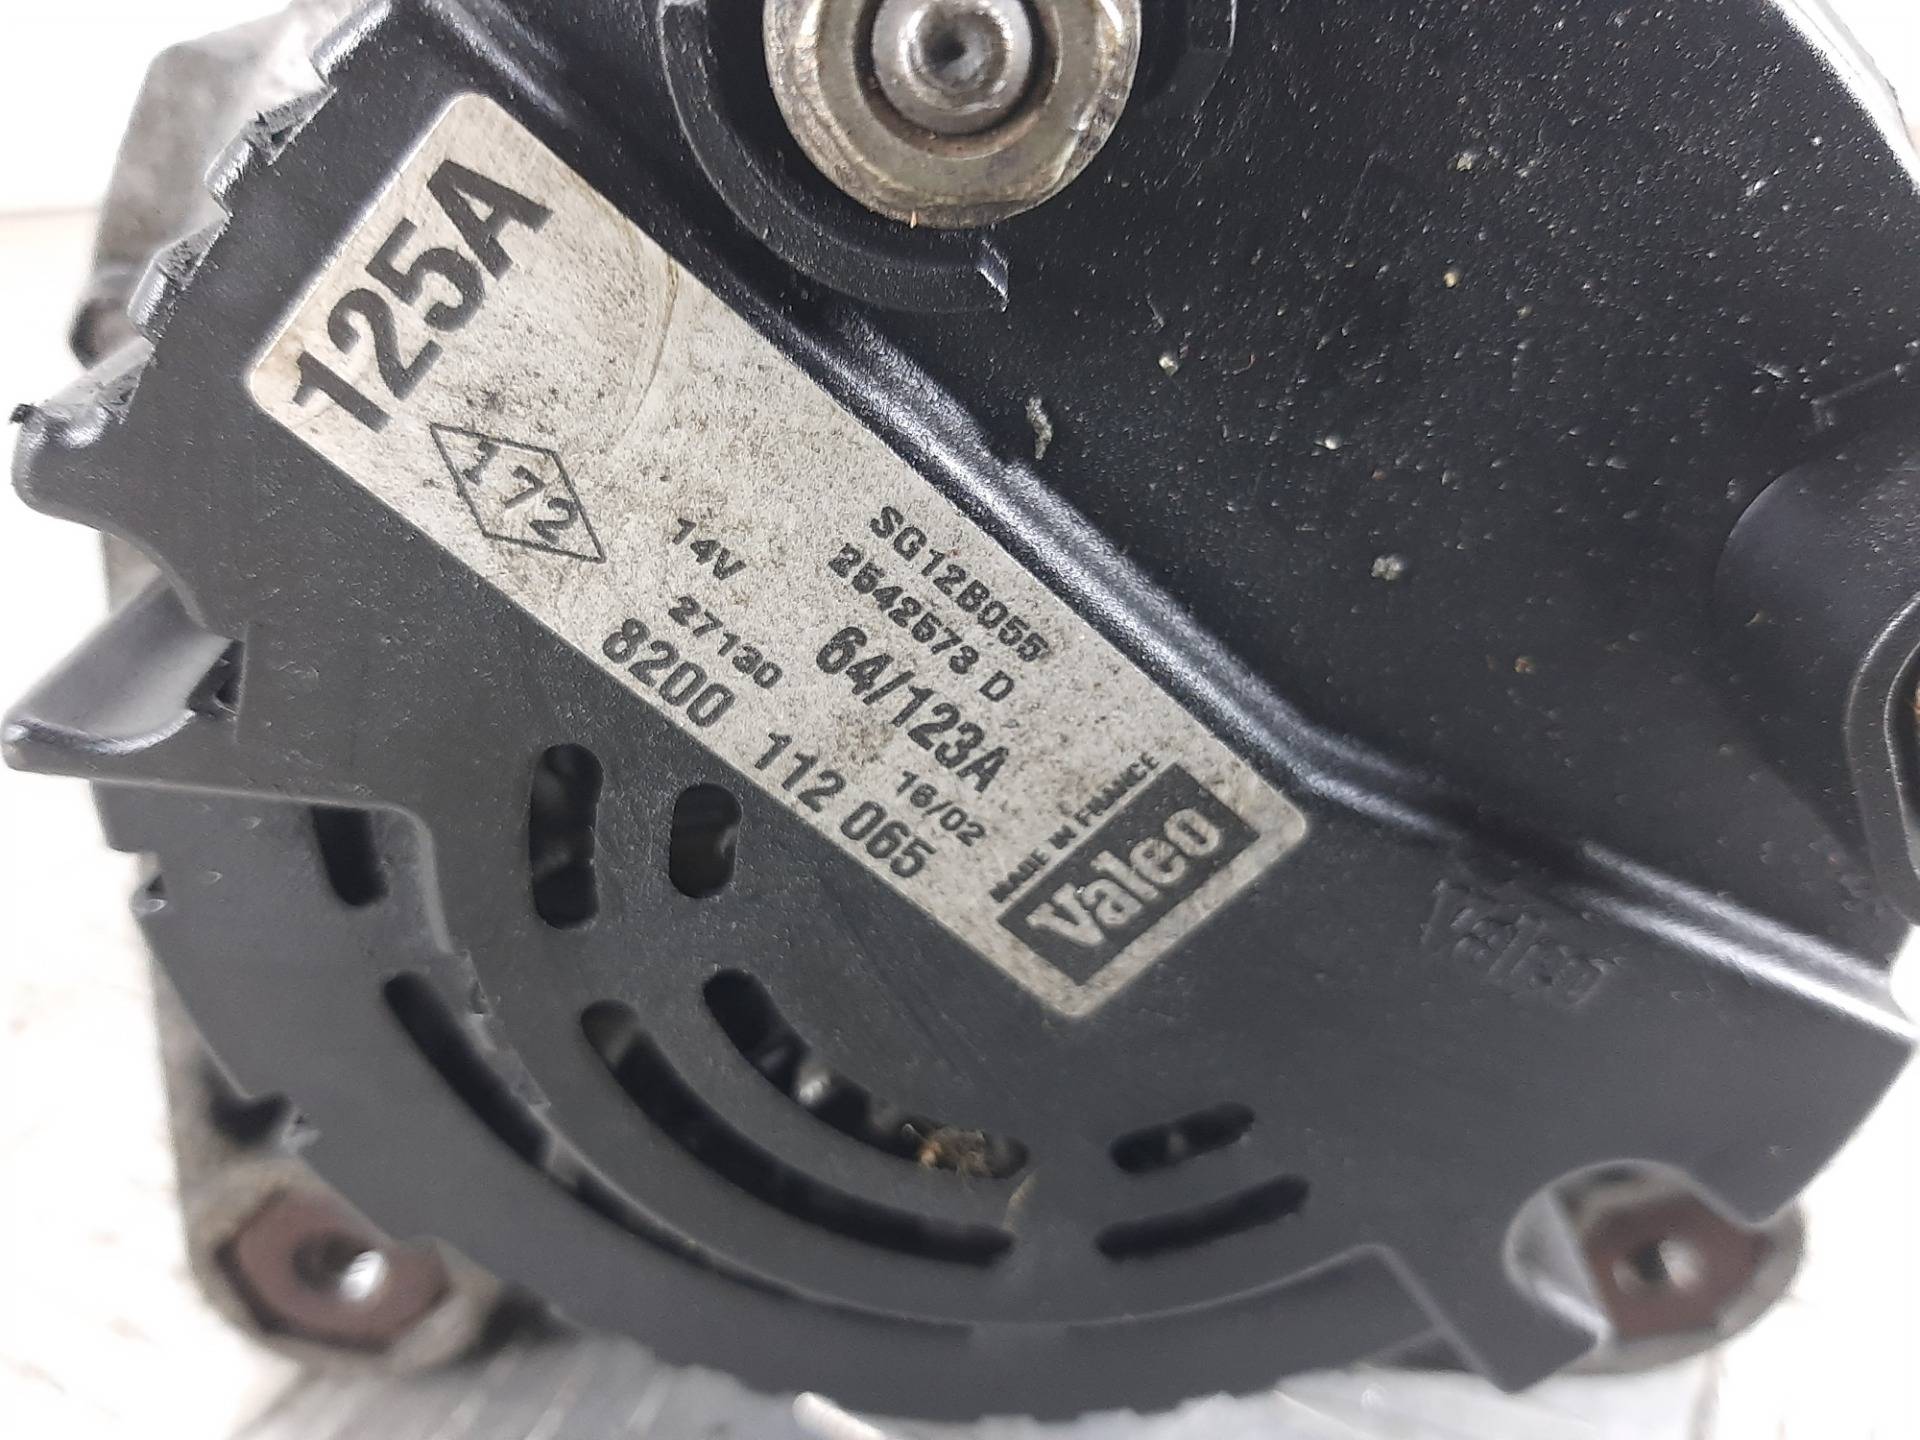 125A
172
SG12B055
14V 2542573 D
27130 64/123A
8200 112 065 16/02
MADE IN FRANCE
Valeo
Valeo